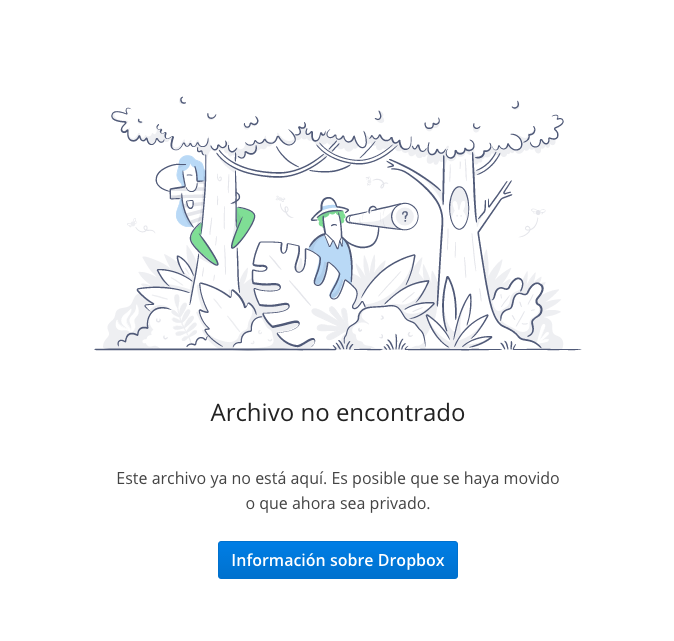 ?
Archivo no encontrado
Este archivo ya no está aquí. Es posible que se haya movido
o que ahora sea privado.
Información sobre Dropbox